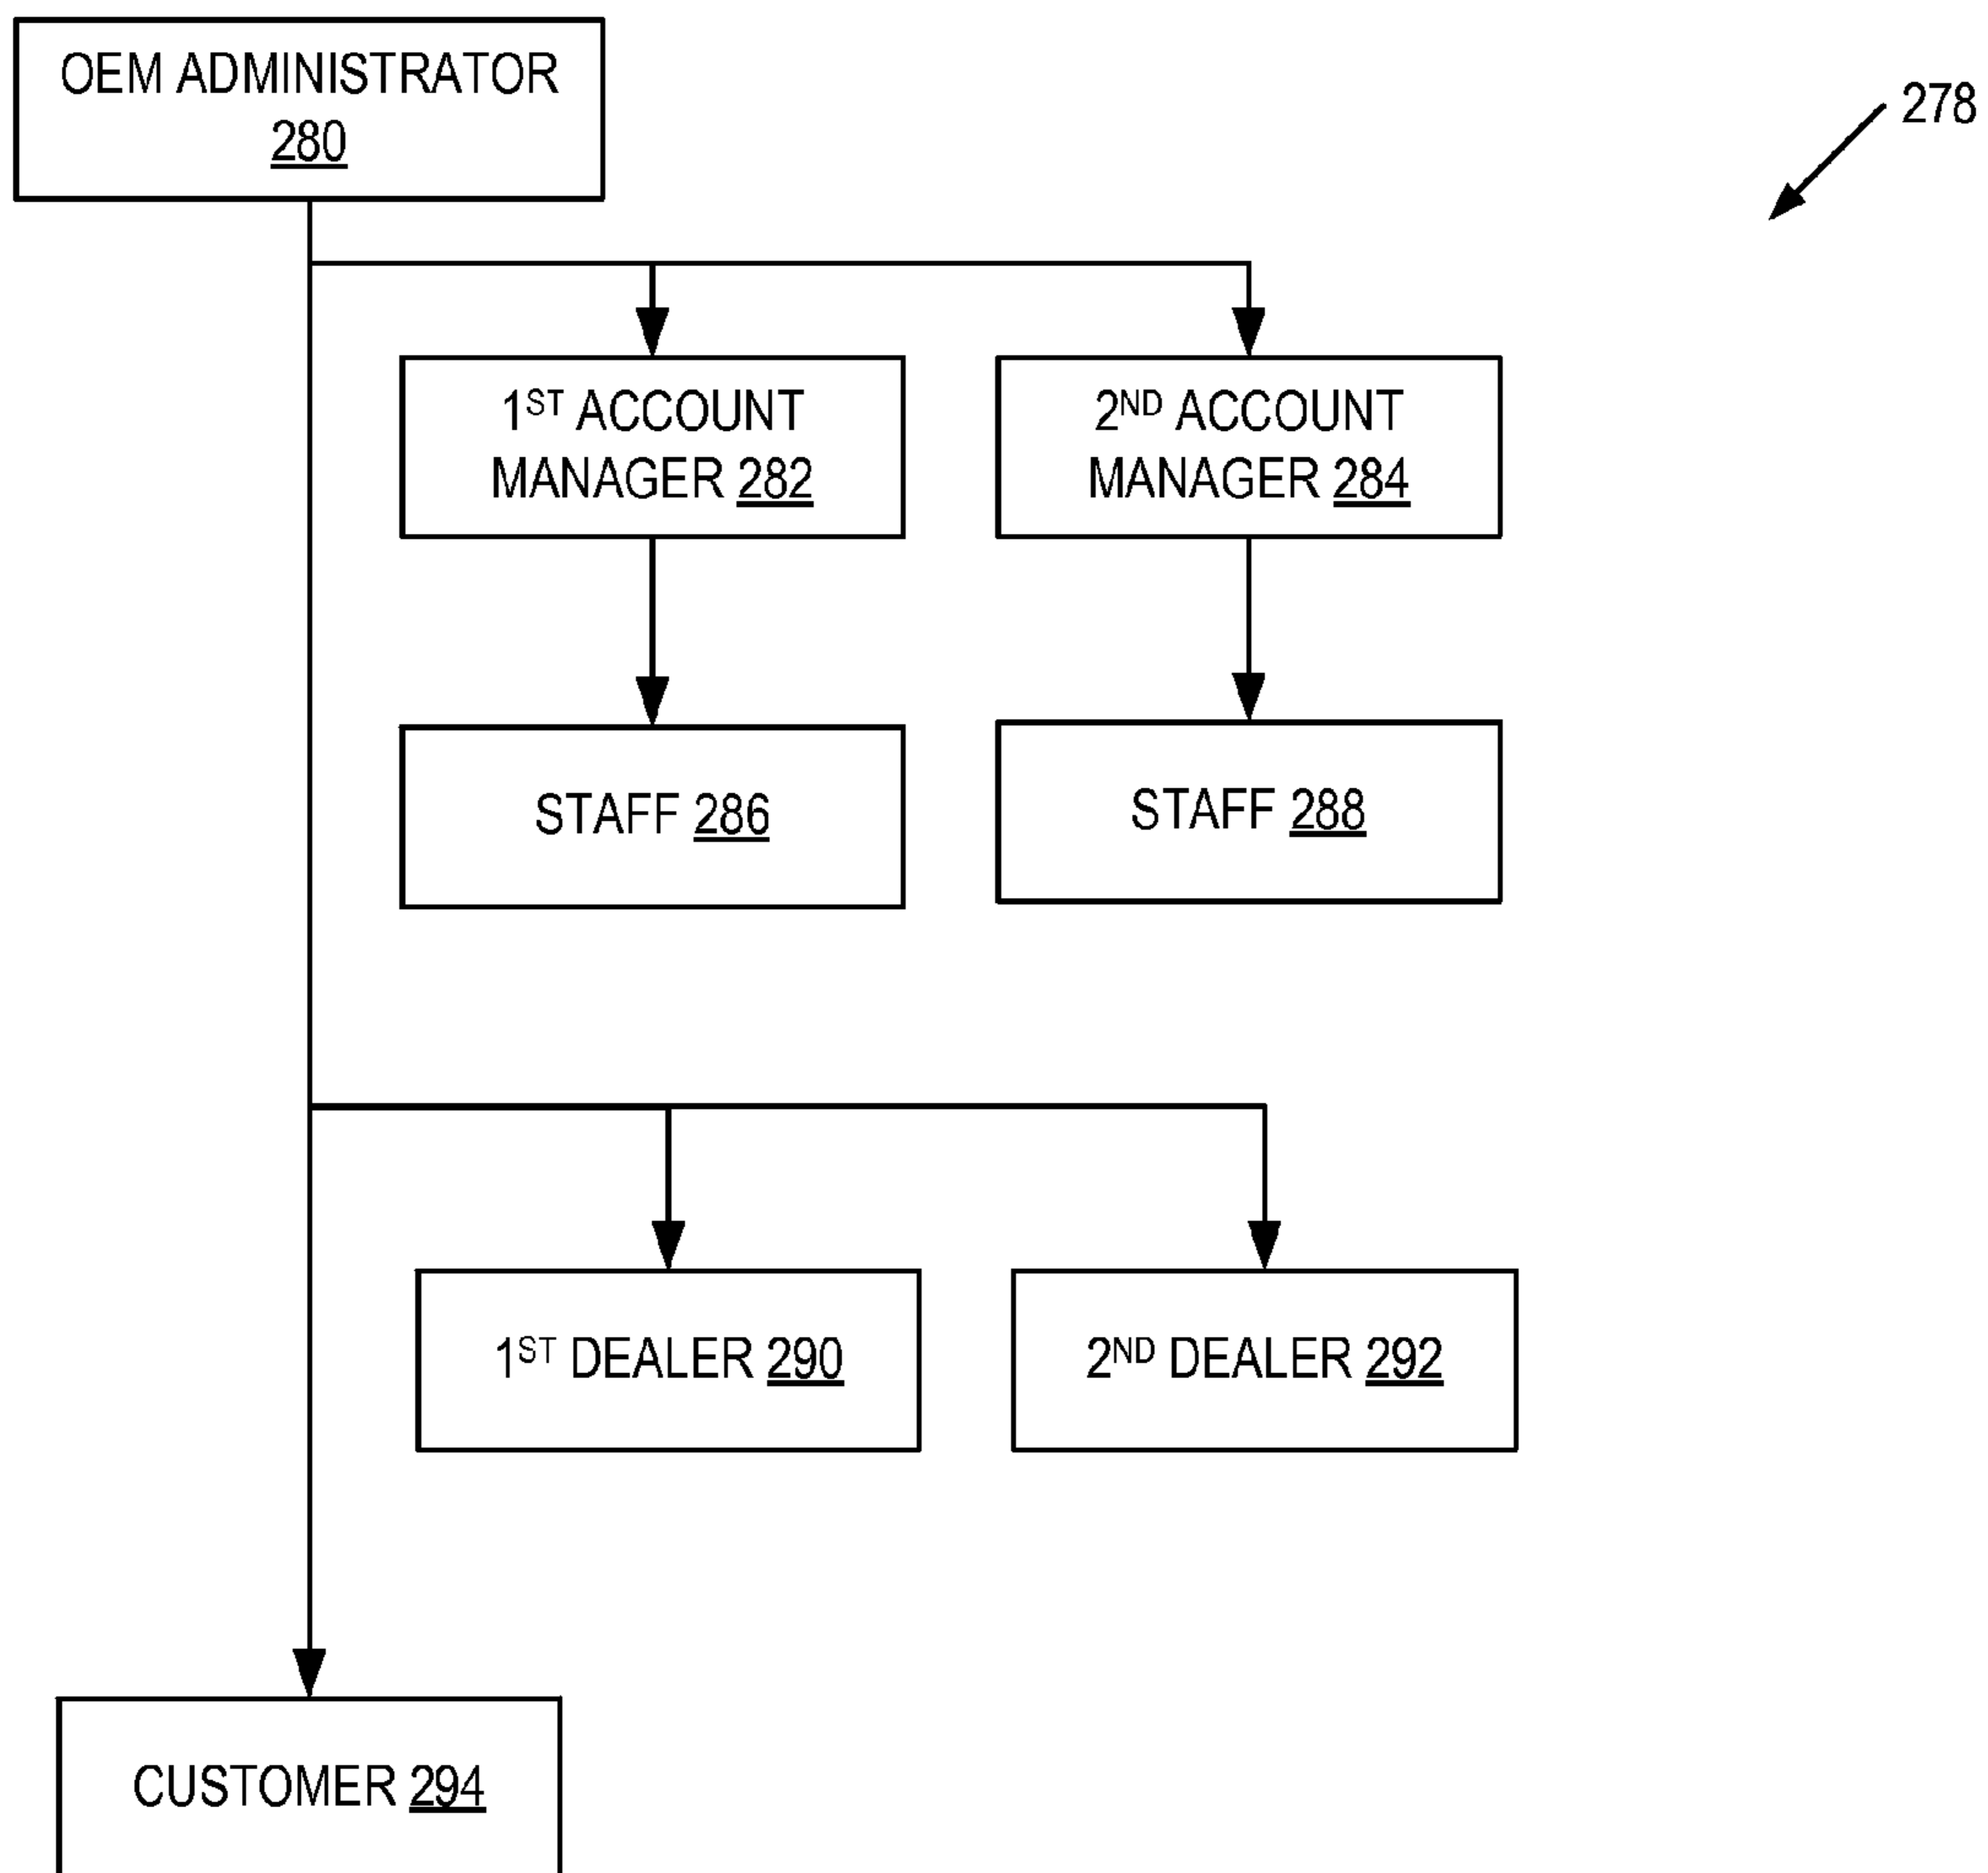 OEM ADMINISTRATOR
280
278
1ST ACCOUNT
MANAGER 282
2ND ACCOUNT
MANAGER 284
STAFF 286
STAFF 288
1ST DEALER 290
2ND DEALER 292
CUSTOMER 294